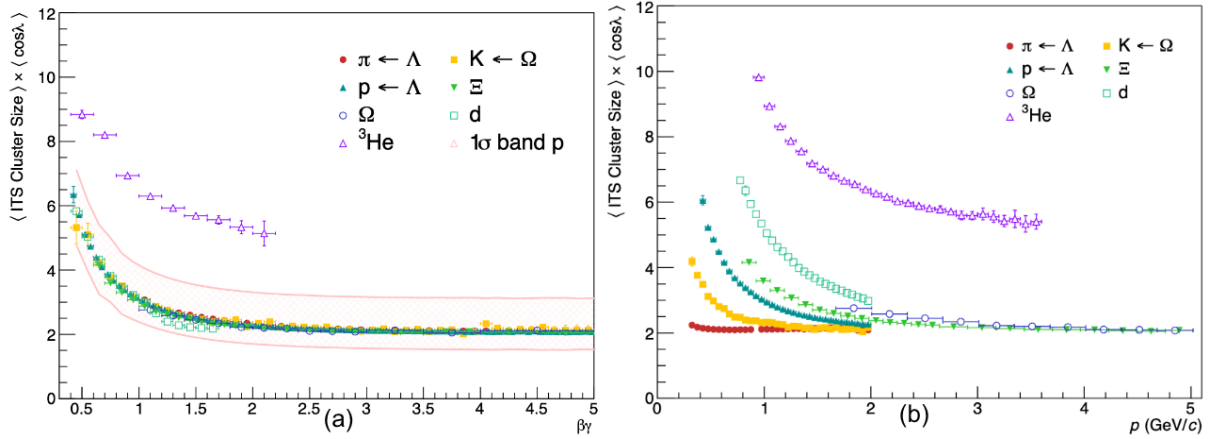 ⟨ ITS Cluster Size ⟩ × ⟨ cosλ ⟩
12
10
8
6
4
2
0
π ← Λ
K ← Ω
p ← Λ
Ξ
Ω
d
³He
1σ band p
0.5 1 1.5 2 2.5 3 3.5 4 4.5 5
(a)
βγ
⟨ ITS Cluster Size ⟩ × ⟨ cosλ ⟩
12
10
8
6
4
2
0
π ← Λ
K ← Ω
p ← Λ
Ξ
Ω
d
³He
0 1 2 3 4 5
(b)
p (GeV/c)